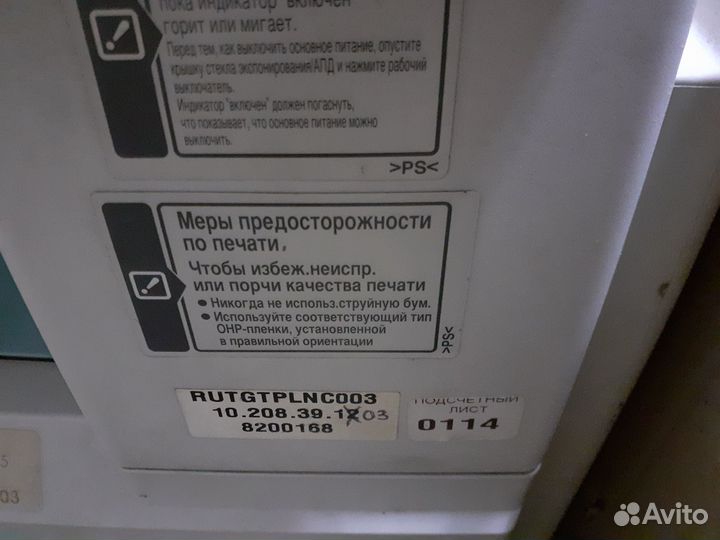 пока индикатор "включен"
горит или мигает.
Перед тем, как выключить основное питание, опустите
крышку стекла экспонирования/АПД и нажмите рабочий
выключатель.
Индикатор "включен" должен погаснуть,
что показывает, что основное питание можно
выключить.
>PS<
Меры предосторожности
по печати,
Чтобы избеж.неиспр.
или порчи качества печати
• Никогда не использ.струйную бум.
• Используйте соответствующий тип
OHP-пленки, установленной
в правильной ориентации
>PS<
RUTGTPLNC003
10.208.39. 03
8200168
ПОДСЧЕТНЫЙ
ЛИСТ
0114
5
03
Avito